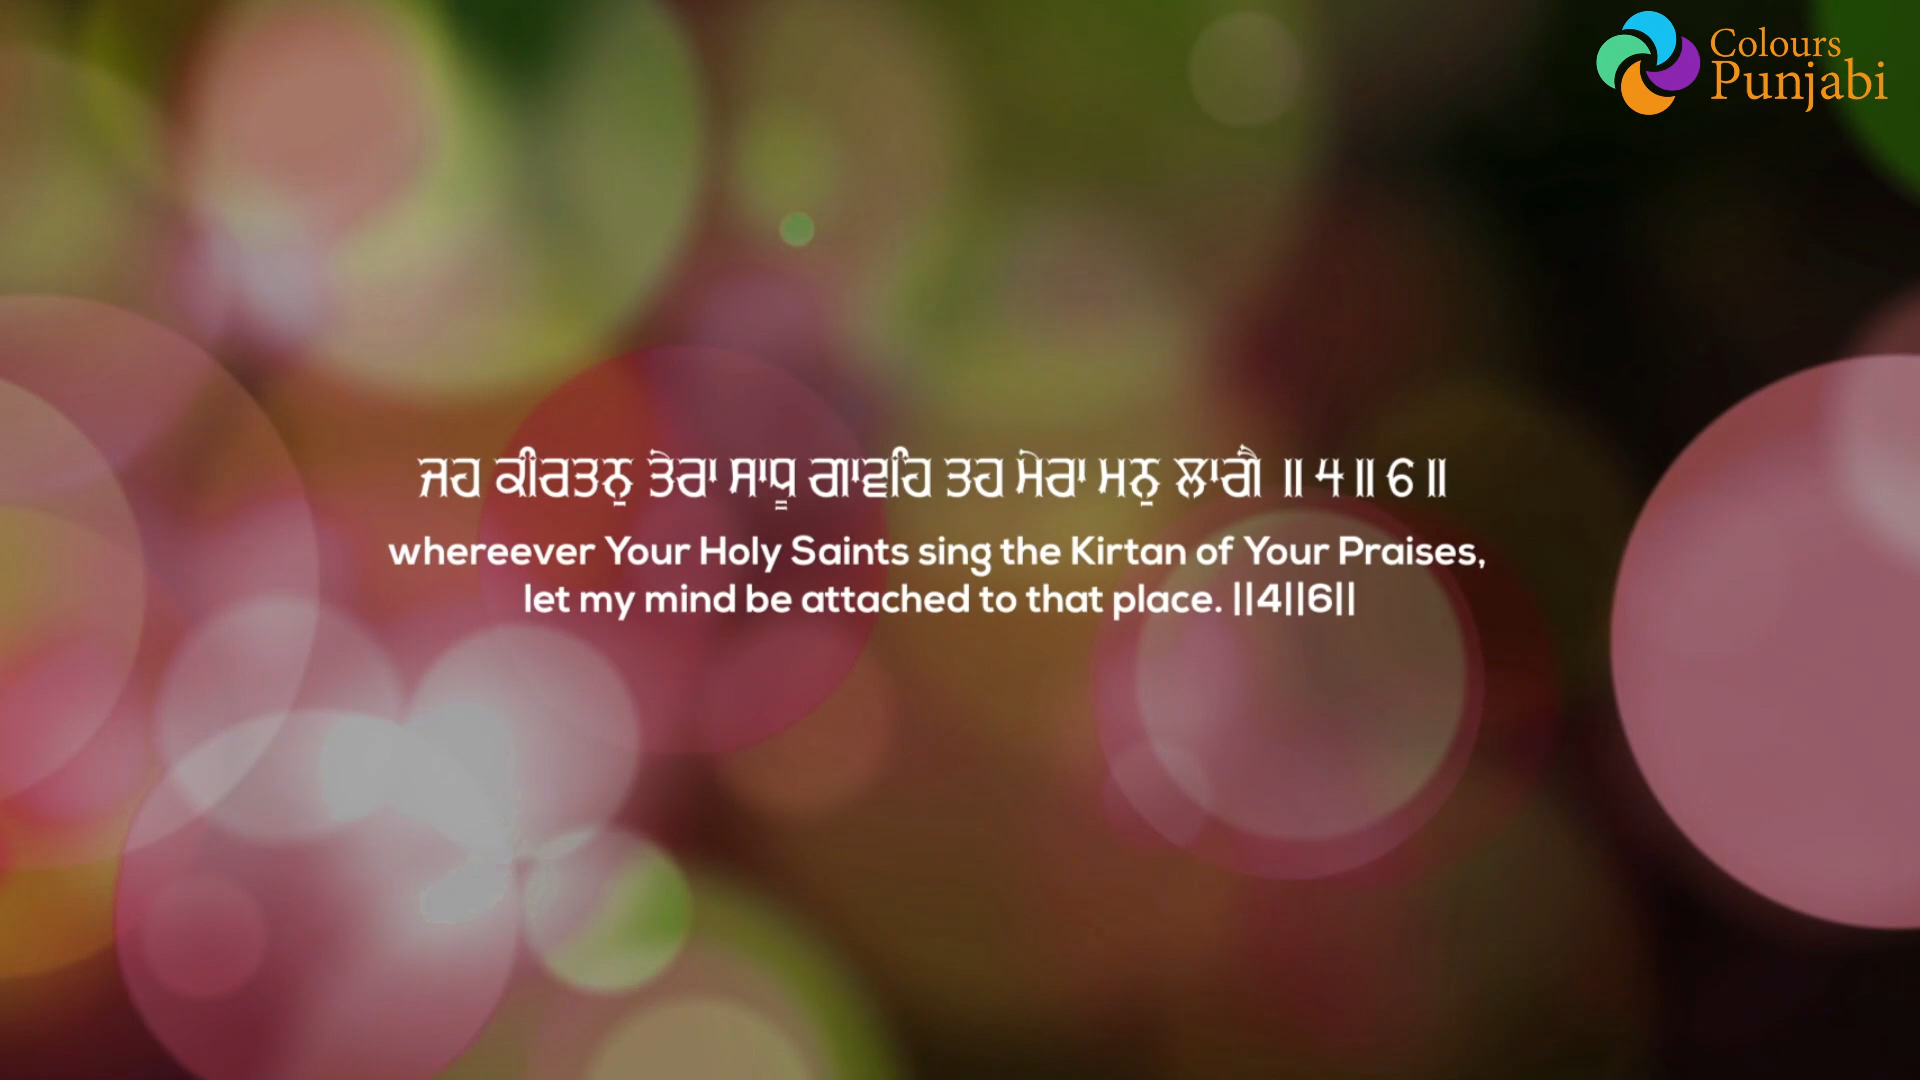 Colours
Punjabi
ਜਹ ਕੀਰਤਨੁ ਤੇਰਾ ਸਾਧੂ ਗਾਵਹਿ ਤਹ ਮੇਰਾ ਮਨੁ ਲਾਗੈ ॥ 4 ॥ 6 ॥
whereever Your Holy Saints sing the Kirtan of Your Praises,
let my mind be attached to that place. ||4||6||